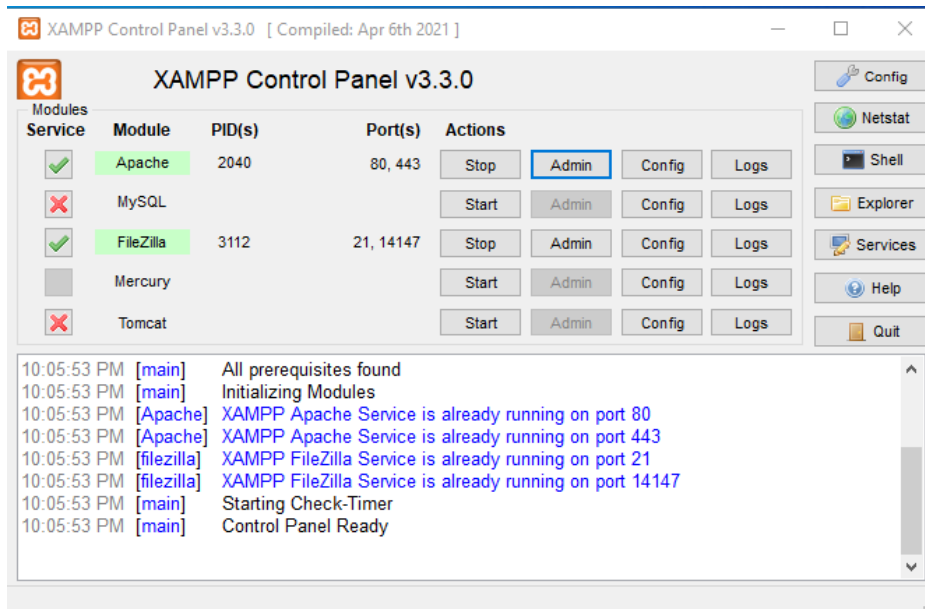 XAMPP Control Panel v3.3.0 [ Compiled: Apr 6th 2021 ]
XAMPP Control Panel v3.3.0
Config
Modules
Service Module PID(s) Port(s) Actions
Netstat
Apache 2040 80, 443 Stop Admin Config Logs
Shell
MySQL Start Admin Config Logs
Explorer
FileZilla 3112 21, 14147 Stop Admin Config Logs
Services
Mercury Start Admin Config Logs
Help
Tomcat Start Admin Config Logs
Quit
10:05:53 PM [main] All prerequisites found
10:05:53 PM [main] Initializing Modules
10:05:53 PM [Apache] XAMPP Apache Service is already running on port 80
10:05:53 PM [Apache] XAMPP Apache Service is already running on port 443
10:05:53 PM [filezilla] XAMPP FileZilla Service is already running on port 21
10:05:53 PM [filezilla] XAMPP FileZilla Service is already running on port 14147
10:05:53 PM [main] Starting Check-Timer
10:05:53 PM [main] Control Panel Ready